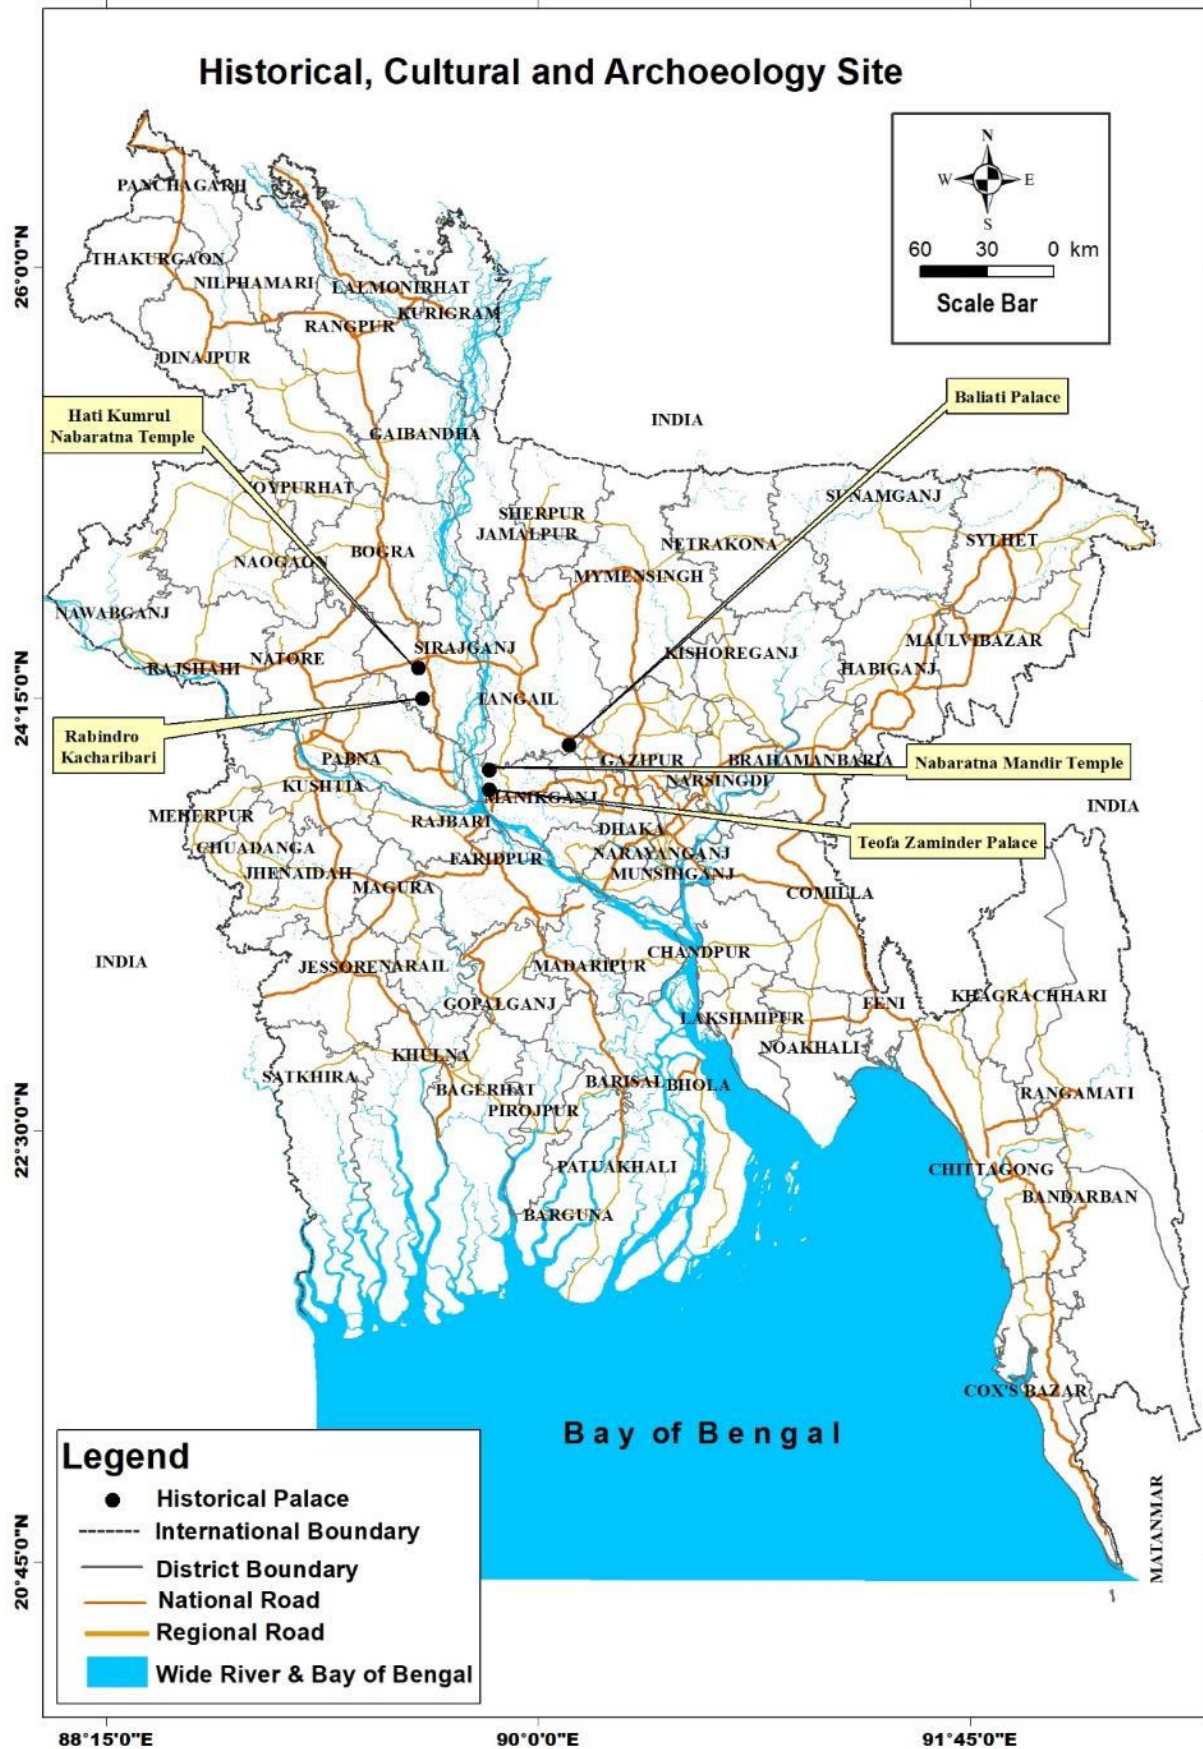 Historical, Cultural and Archoeology Site
N
W E
S
60 30 0 km
Scale Bar
26°0'0"N
24°15'0"N
22°30'0"N
20°45'0"N
PANCHAGARH
THAKURGAON
NILPHAMARI
LALMONIRHAT
KURIGRAM
RANGPUR
DINAJPUR
Hati Kumrul
Nabaratna Temple
Baliati Palace
INDIA
GAIBANDHA
JOYPURHAT
SHERPUR
SUNAMGANJ
JAMALPUR
SYLHET
NETRAKONA
BOGRA
NAOGAON
MYMENSINGH
NAWABGANJ
MAULVIBAZAR
SIRAJGANJ
KISHOREGANJ
NATORE
RAJSHAHI
HABIGANJ
TANGAIL
Rabindro
Kacharibari
PABNA
GAZIPUR
BRAHAMANBARIA
Nabaratna Mandir Temple
NARSINGDI
KUSHTIA
MANIKGANJ
INDIA
MEHERPUR
RAJBARI
DHAKA
Teofa Zaminder Palace
CHUADANGA
FARIDPUR
NARAYANGANJ
JHENAIDAH
MUNSHIGANJ
MAGURA
COMILLA
CHANDPUR
INDIA
JESSORE
NARAIL
MADARIPUR
KHAGRACHHARI
GOPALGANJ
FENI
LAKSHMIPUR
NOAKHALI
KHULNA
SATKHIRA
BAGERHAT
BARISAL
BHOLA
RANGAMATI
PIROJPUR
PATUAKHALI
CHITTAGONG
BANDARBAN
BARGUNA
COX'S BAZAR
Bay of Bengal
MATANMAR
Legend
Historical Palace
International Boundary
District Boundary
National Road
Regional Road
Wide River & Bay of Bengal
88°15'0"E
90°0'0"E
91°45'0"E